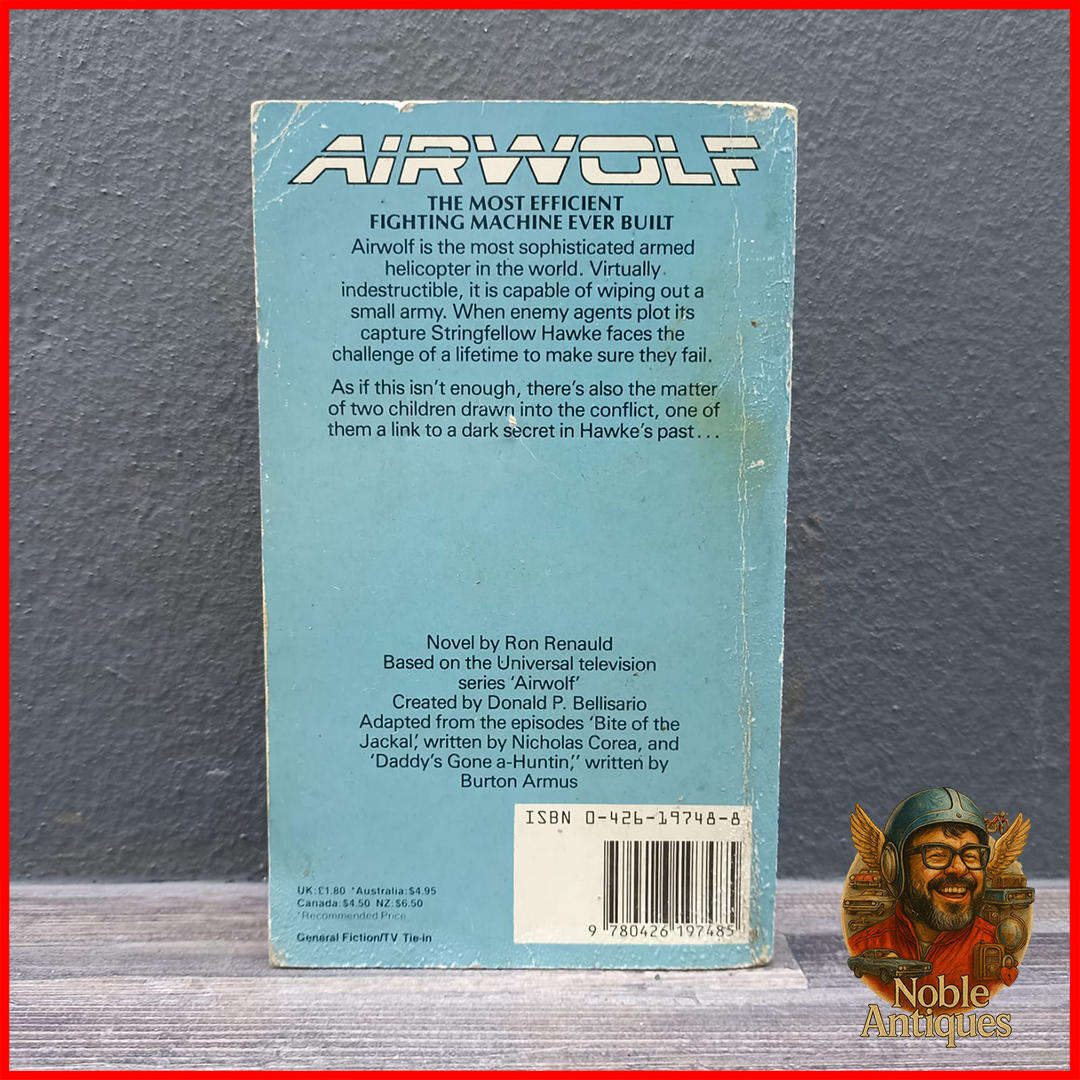 AIRWOLF
THE MOST EFFICIENT
FIGHTING MACHINE EVER BUILT
Airwolf is the most sophisticated armed
helicopter in the world. Virtually
indestructible, it is capable of wiping out a
small army. When enemy agents plot its
capture Stringfellow Hawke faces the
challenge of a lifetime to make sure they fail.
As if this isn't enough, there's also the matter
of two children drawn into the conflict, one of
them a link to a dark secret in Hawke's past...
Novel by Ron Renauld
Based on the Universal television
series 'Airwolf'
Created by Donald P. Bellisario
Adapted from the episodes 'Bite of the
Jackal,' written by Nicholas Corea, and
'Daddy's Gone a-Huntin,'' written by
Burton Armus
ISBN 0-426-19748-8
UK: £1.80 *Australia: $4.95
Canada: $4.50 NZ: $6.50
*Recommended Price
General Fiction/TV Tie-in
9 780426 197485
Noble
Antiques